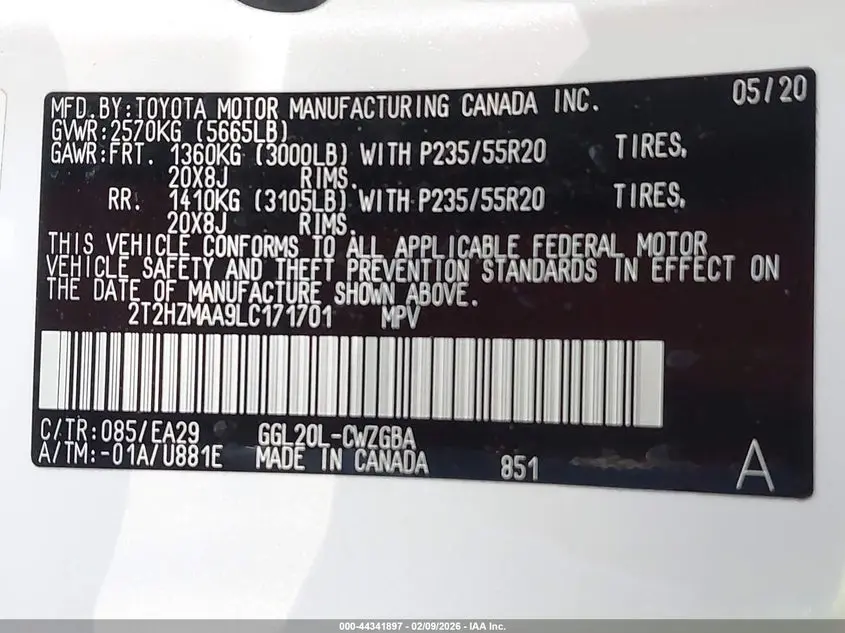 MFD.BY:TOYOTA MOTOR MANUFACTURING CANADA INC. 05/20
GVWR:2570KG (5665LB)
GAWR:FRT. 1360KG (3000LB) WITH P235/55R20 TIRES,
20X8J RIMS.
RR. 1410KG (3105LB) WITH P235/55R20 TIRES,
20X8J RIMS.
THIS VEHICLE CONFORMS TO ALL APPLICABLE FEDERAL MOTOR
VEHICLE SAFETY AND THEFT PREVENTION STANDARDS IN EFFECT ON
THE DATE OF MANUFACTURE SHOWN ABOVE.
2T2HZMAA9LC171701 MPV
C/TR:085/EA29 GGL20L-CWZGBA
A/TM:-01A/U881E MADE IN CANADA 851 A
000-44341897 - 02/09/2026 - IAA Inc.